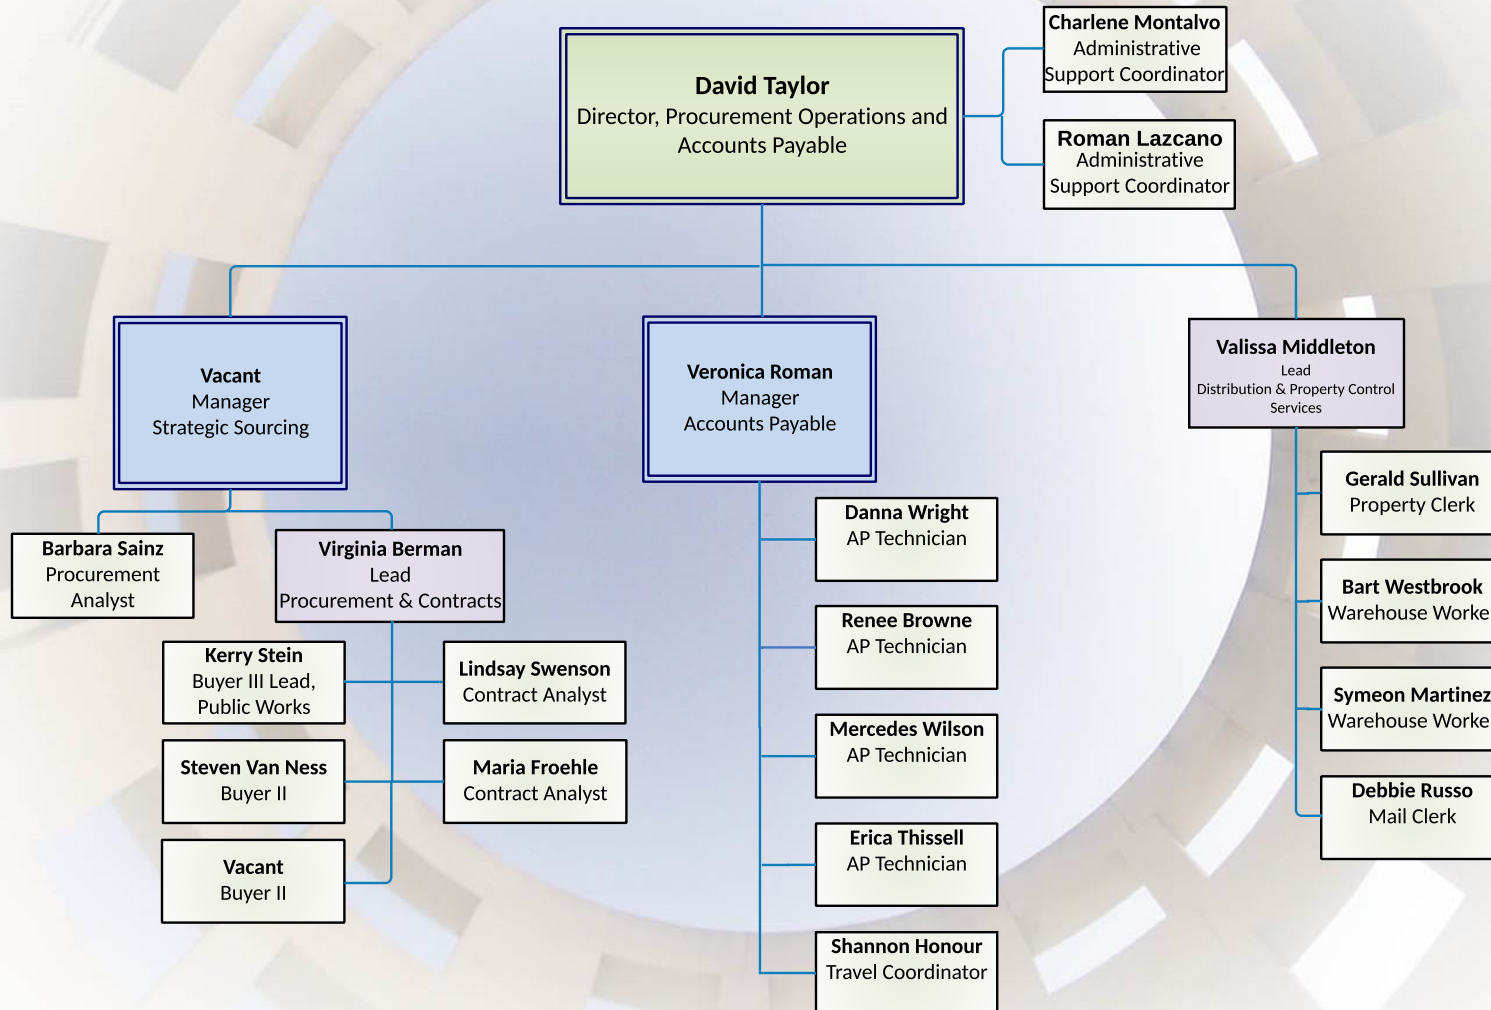 Charlene Montalvo
Administrative
Support Coordinator
David Taylor
Director, Procurement Operations and
Accounts Payable
Roman Lazcano
Administrative
Support Coordinator
Vacant
Manager
Strategic Sourcing
Veronica Roman
Manager
Accounts Payable
Valissa Middleton
Lead
Distribution & Property Control
Services
Barbara Sainz
Procurement
Analyst
Virginia Berman
Lead
Procurement & Contracts
Kerry Stein
Buyer III Lead,
Public Works
Lindsay Swenson
Contract Analyst
Steven Van Ness
Buyer II
Maria Froehle
Contract Analyst
Vacant
Buyer II
Danna Wright
AP Technician
Renee Browne
AP Technician
Mercedes Wilson
AP Technician
Erica Thissell
AP Technician
Shannon Honour
Travel Coordinator
Gerald Sullivan
Property Clerk
Bart Westbrook
Warehouse Worke
Symeon Martinez
Warehouse Worke
Debbie Russo
Mail Clerk